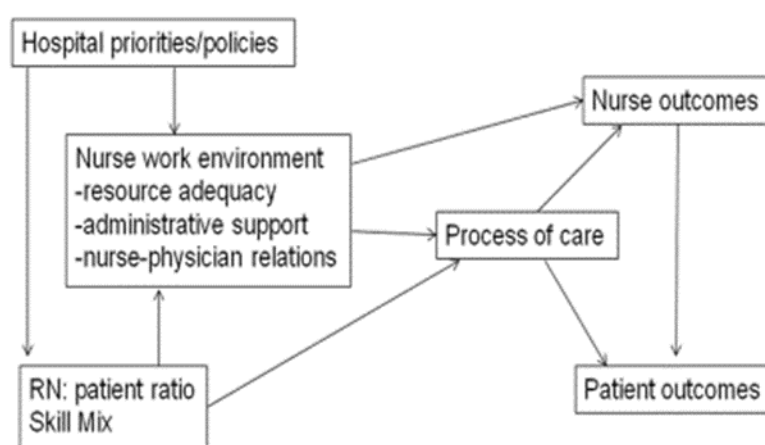 Hospital priorities/policies
Nurse outcomes
Nurse work environment
-resource adequacy
-administrative support
-nurse-physician relations
Process of care
RN: patient ratio
Skill Mix
Patient outcomes